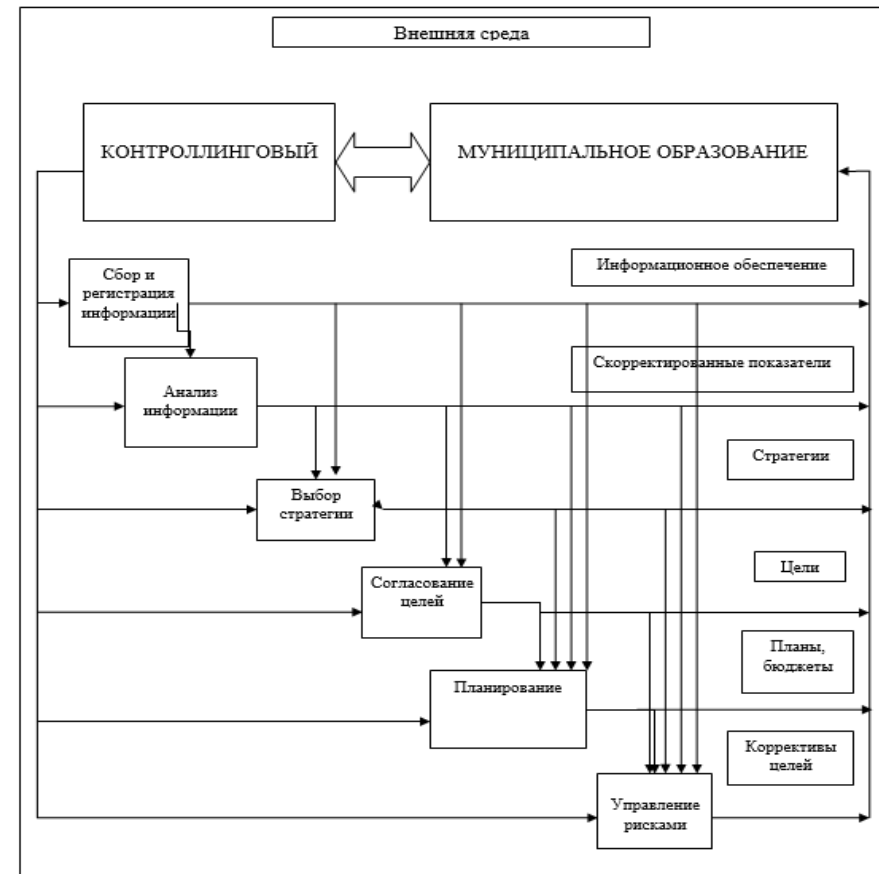 Внешняя среда
КОНТРОЛЛИНГОВЫЙ
МУНИЦИПАЛЬНОЕ ОБРАЗОВАНИЕ
Сбор и
регистрация
информации
Информационное обеспечение
Анализ
информации
Скорректированные показатели
Выбор
стратегии
Стратегии
Согласование
целей
Цели
Планирование
Планы,
бюджеты
Управление
рисками
Коррективы
целей